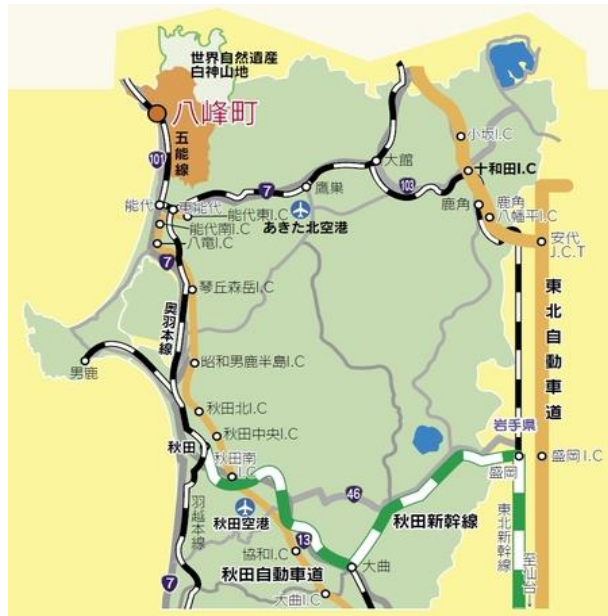 世界自然遺産
白神山地
八峰町
五能線
101
小坂I.C
大館
十和田I.C
7
103
鷹巣
能代
東能代
能代東I.C
あきた北空港
鹿角
鹿角
八幡平I.C
能代南I.C
八竜I.C
安代
J.C.T
7
琴丘森岳I.C
東北自動車道
奥羽本線
昭和男鹿半島I.C
男鹿
秋田北I.C
岩手県
秋田中央I.C
秋田
秋田南
I.C
盛岡
盛岡I.C
46
羽越本線
秋田空港
秋田新幹線
東北新幹線
13
協和I.C
至仙台
7
秋田自動車道
大曲
大曲I.C